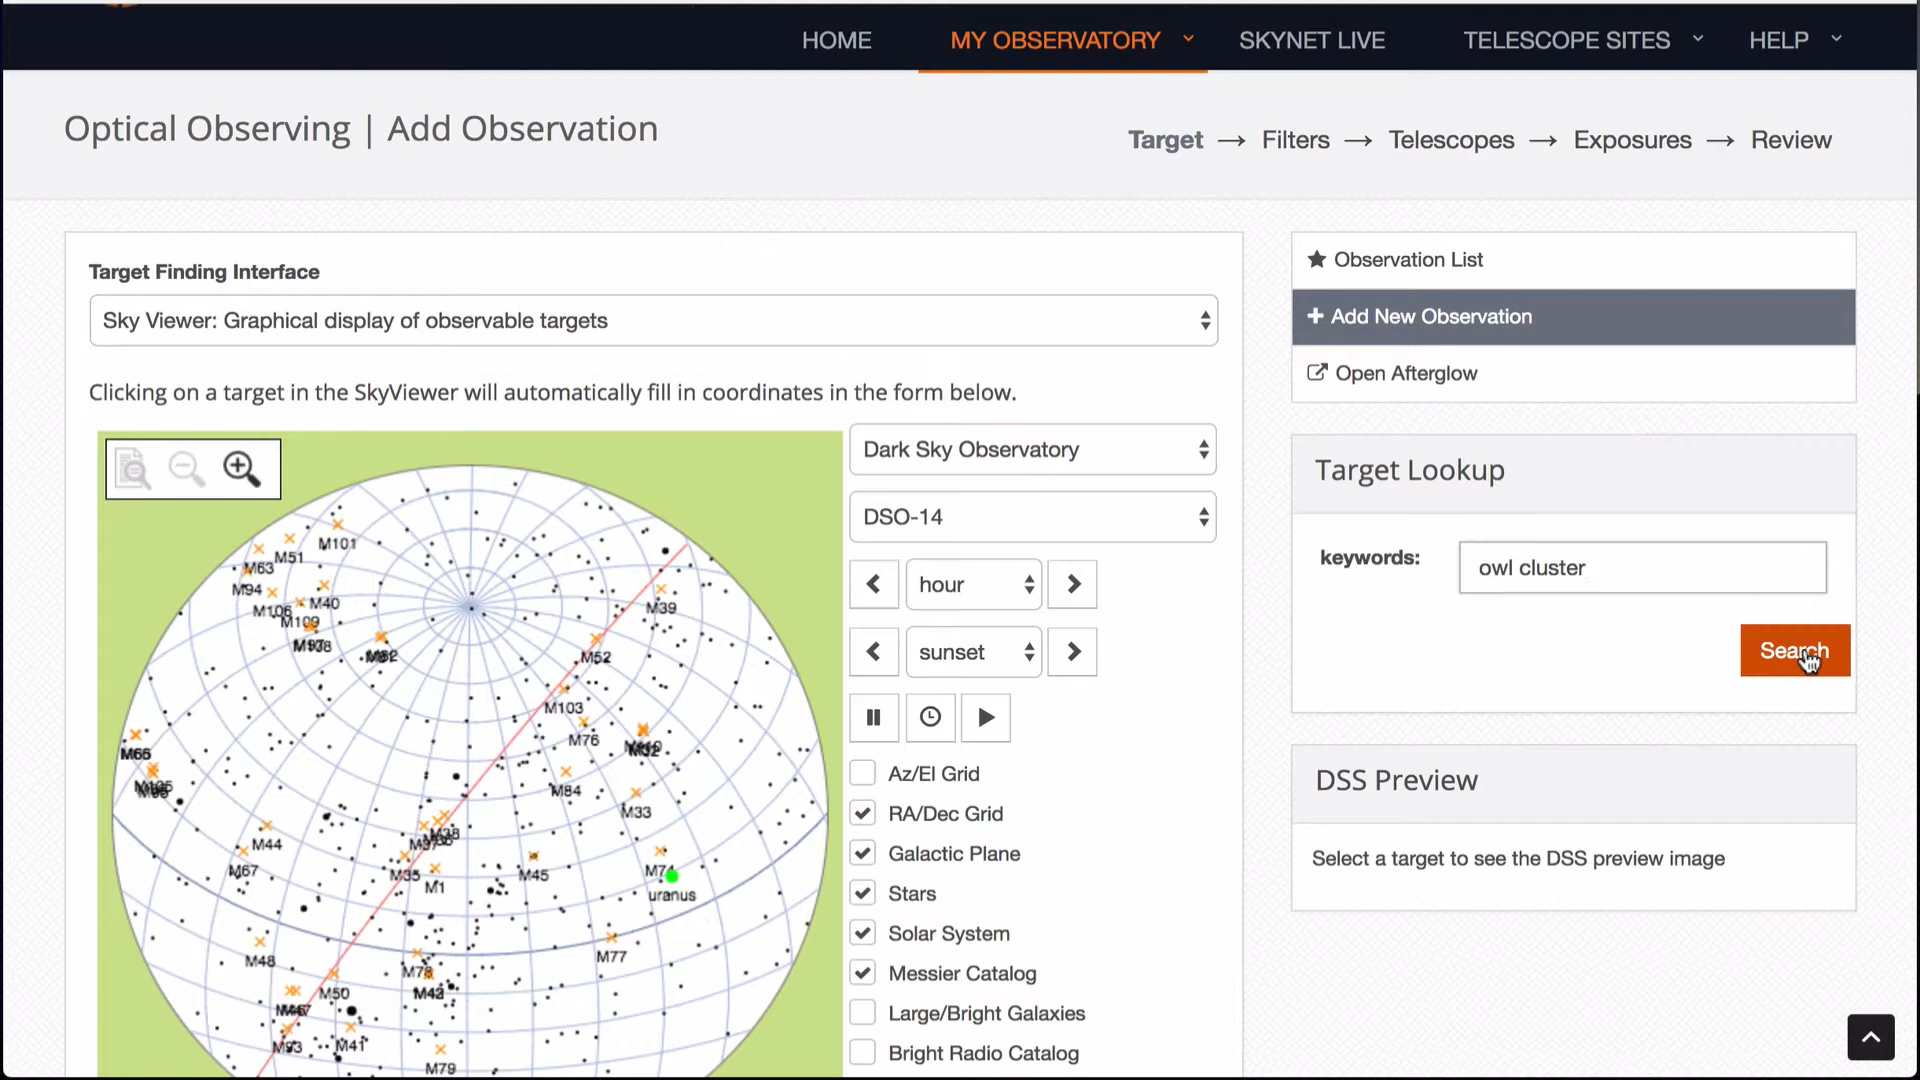 HOME
MY OBSERVATORY
SKYNET LIVE
TELESCOPE SITES
HELP
Optical Observing | Add Observation
Target → Filters → Telescopes → Exposures → Review
Target Finding Interface
Sky Viewer: Graphical display of observable targets
Clicking on a target in the SkyViewer will automatically fill in coordinates in the form below.
M101
M51
M63
M94
M40
M106
M109
M39
M52
M103
M76
M84
M33
M38
M35
M1
M45
M74
uranus
M44
M67
M48
M77
M78
M50
M41
M93
M79
Dark Sky Observatory
DSO-14
hour
sunset
Az/El Grid
RA/Dec Grid
Galactic Plane
Stars
Solar System
Messier Catalog
Large/Bright Galaxies
Bright Radio Catalog
Observation List
Add New Observation
Open Afterglow
Target Lookup
keywords:
owl cluster
Search
DSS Preview
Select a target to see the DSS preview image